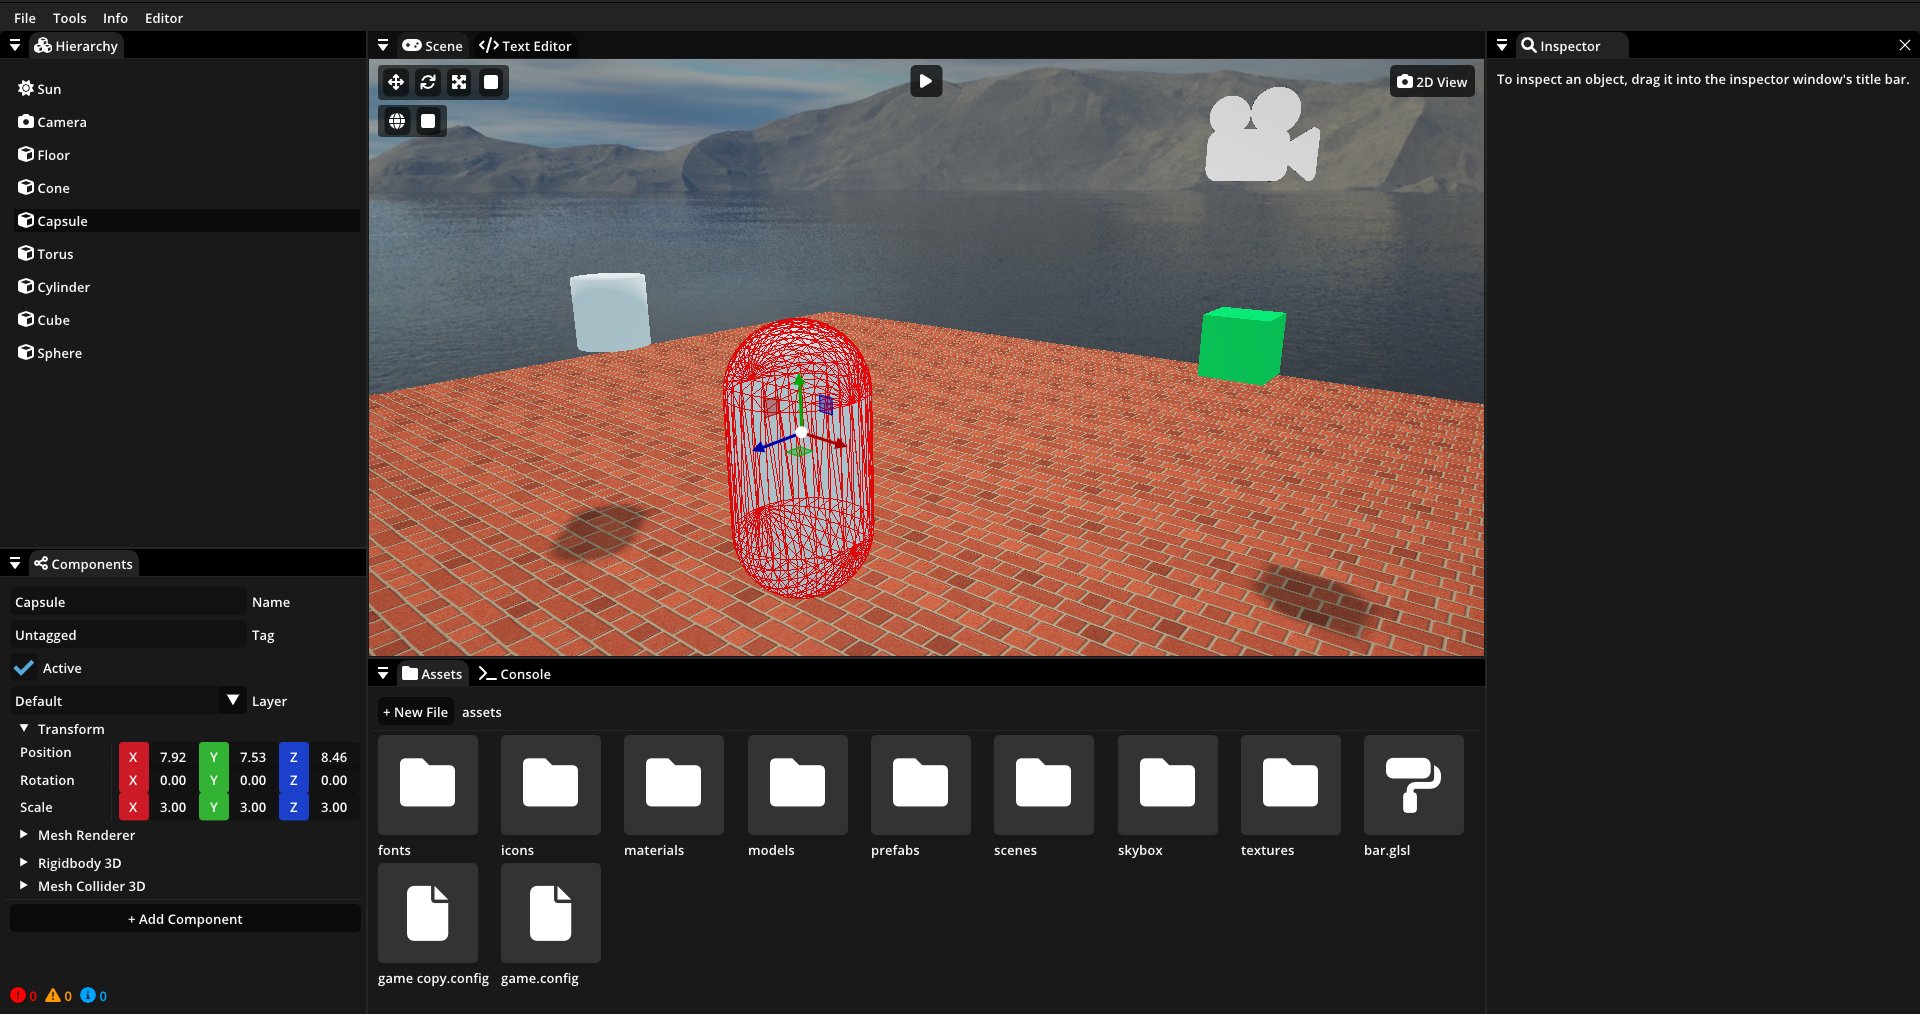 File Tools Info Editor
Hierarchy
Sun
Camera
Floor
Cone
Capsule
Torus
Cylinder
Cube
Sphere
Components
Capsule Name
Untagged Tag
Active
Default Layer
Transform
Position X 7.92 Y 7.53 Z 8.46
Rotation X 0.00 Y 0.00 Z 0.00
Scale X 3.00 Y 3.00 Z 3.00
Mesh Renderer
Rigidbody 3D
Mesh Collider 3D
+ Add Component
0 0 0
Scene Text Editor
2D View
Assets Console
+ New File assets
fonts icons materials models prefabs scenes skybox textures bar.glsl
game copy.config game.config
Inspector
To inspect an object, drag it into the inspector window's title bar.